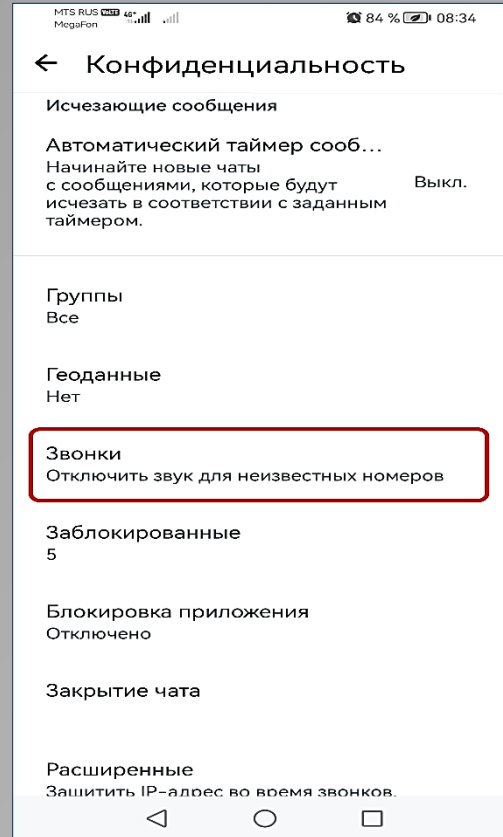 MTS RUS VoLTE 4G+
MegaFon
84 % 08:34
Конфиденциальность
Исчезающие сообщения
Автоматический таймер сооб...
Начинайте новые чаты
с сообщениями, которые будут
исчезать в соответствии с заданным
таймером.
Выкл.
Группы
Все
Геоданные
Нет
Звонки
Отключить звук для неизвестных номеров
Заблокированные
5
Блокировка приложения
Отключено
Закрытие чата
Расширенные
Защитить IP-адрес во время звонков,